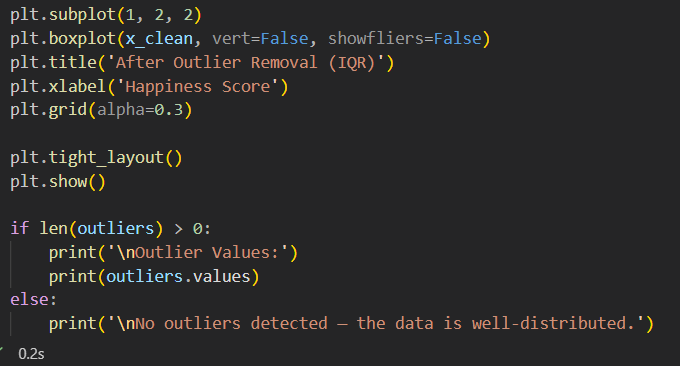 plt.subplot(1, 2, 2)
plt.boxplot(x_clean, vert=False, showfliers=False)
plt.title('After Outlier Removal (IQR)')
plt.xlabel('Happiness Score')
plt.grid(alpha=0.3)

plt.tight_layout()
plt.show()

if len(outliers) > 0:
    print('\nOutlier Values:')
    print(outliers.values)
else:
    print('\nNo outliers detected — the data is well-distributed.')
0.2s